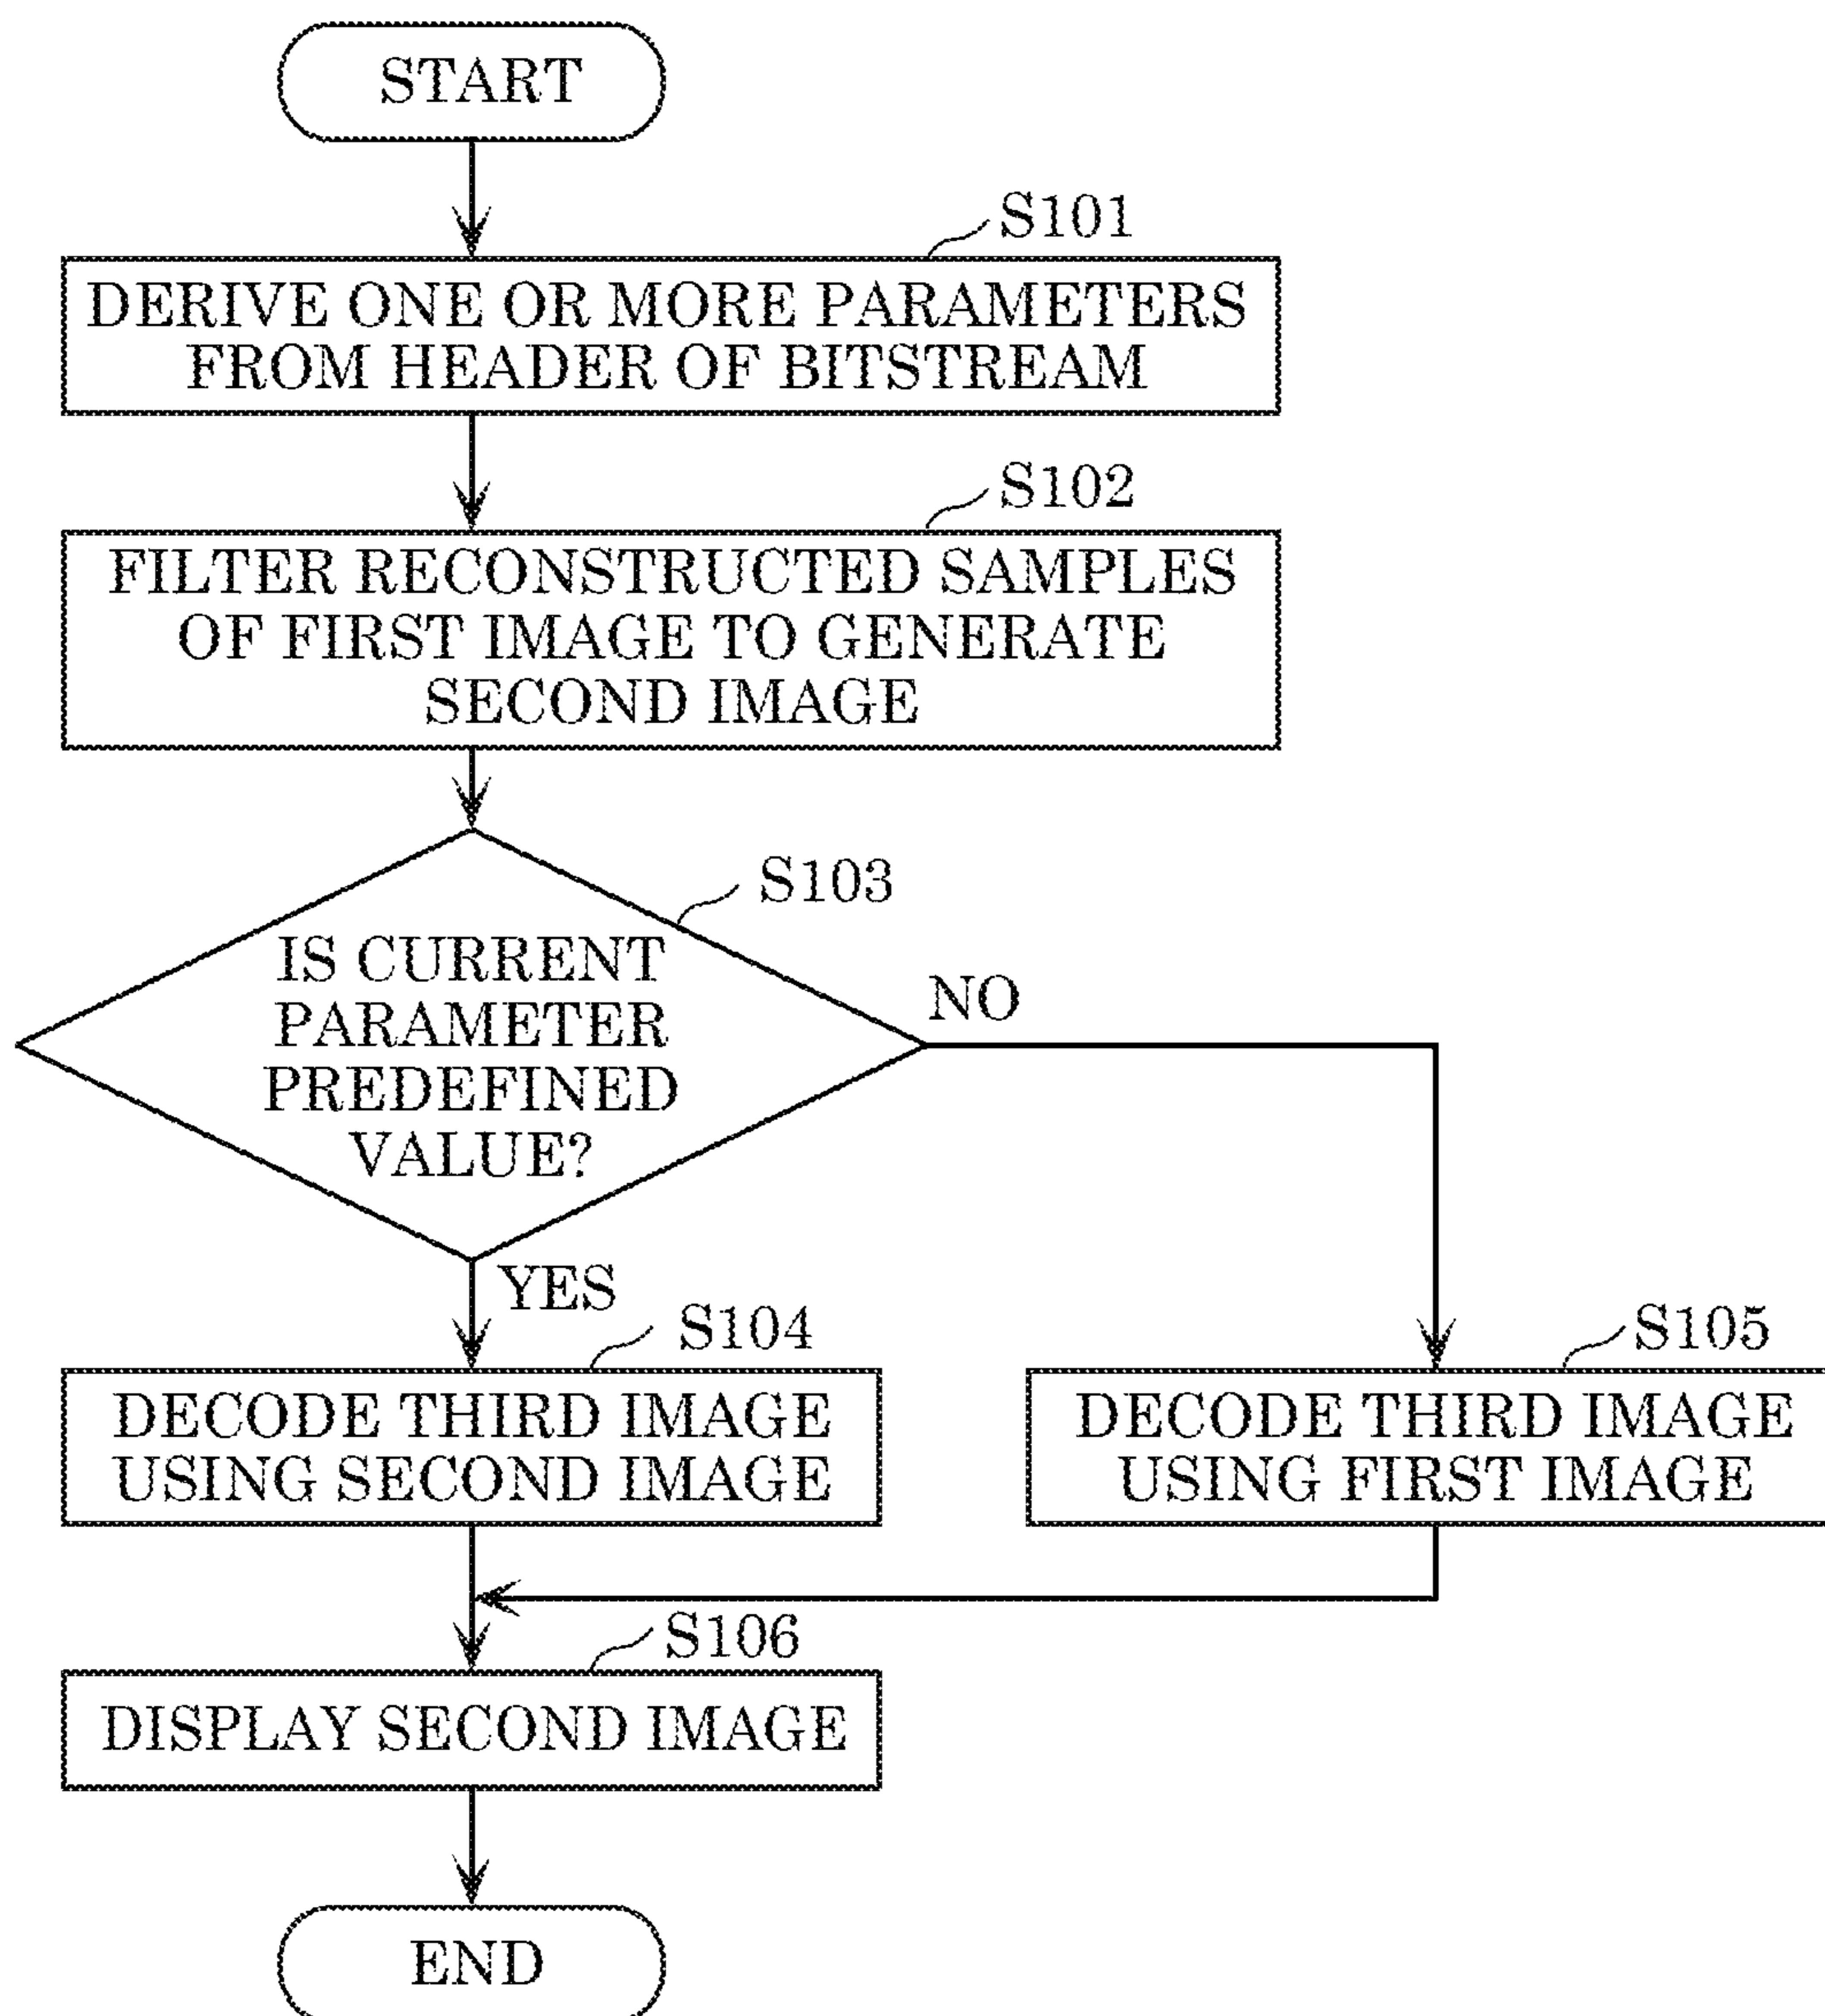 START
S101
DERIVE ONE OR MORE PARAMETERS
FROM HEADER OF BITSTREAM
S102
FILTER RECONSTRUCTED SAMPLES
OF FIRST IMAGE TO GENERATE
SECOND IMAGE
S103
IS CURRENT
PARAMETER
PREDEFINED
VALUE?
NO
YES
S104
DECODE THIRD IMAGE
USING SECOND IMAGE
S105
DECODE THIRD IMAGE
USING FIRST IMAGE
S106
DISPLAY SECOND IMAGE
END